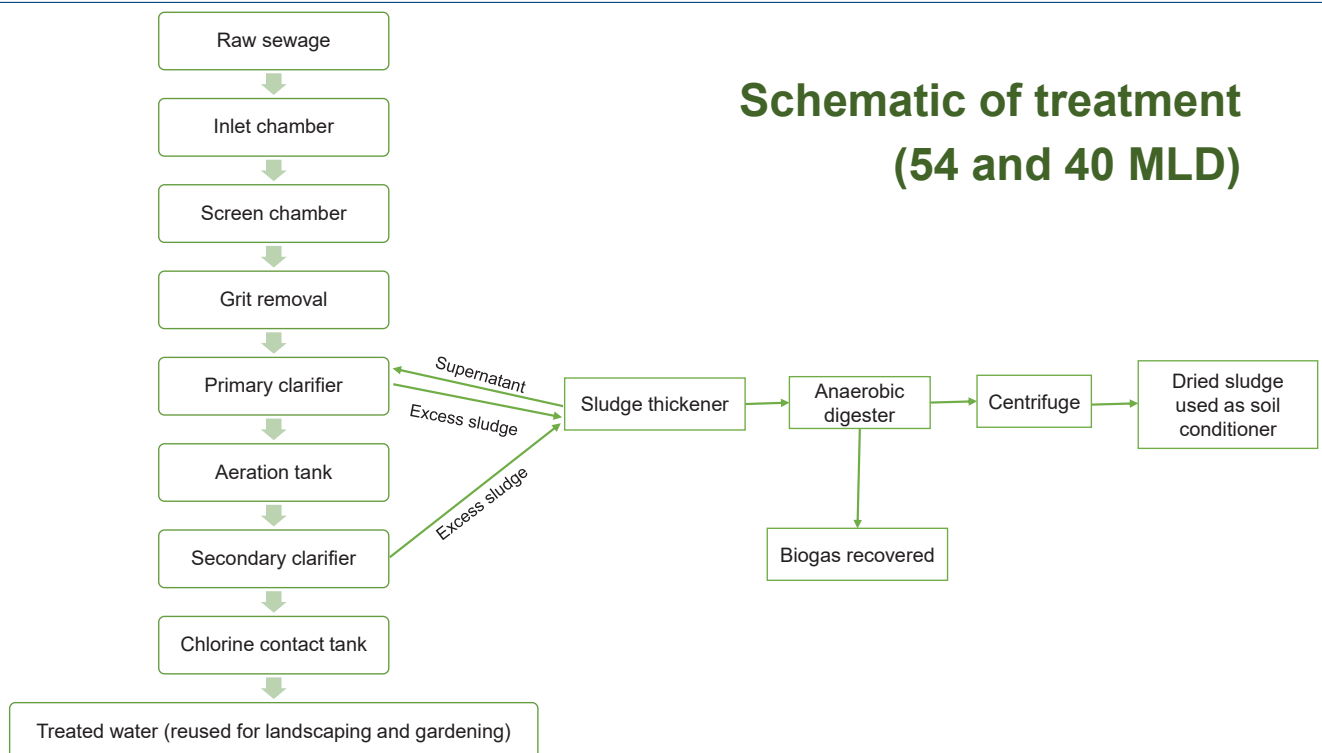 Schematic of treatment
(54 and 40 MLD)
Raw sewage
Inlet chamber
Screen chamber
Grit removal
Primary clarifier
Aeration tank
Secondary clarifier
Chlorine contact tank
Treated water (reused for landscaping and gardening)
Supernatant
Excess sludge
Excess sludge
Sludge thickener
Anaerobic
digester
Centrifuge
Dried sludge
used as soil
conditioner
Biogas recovered